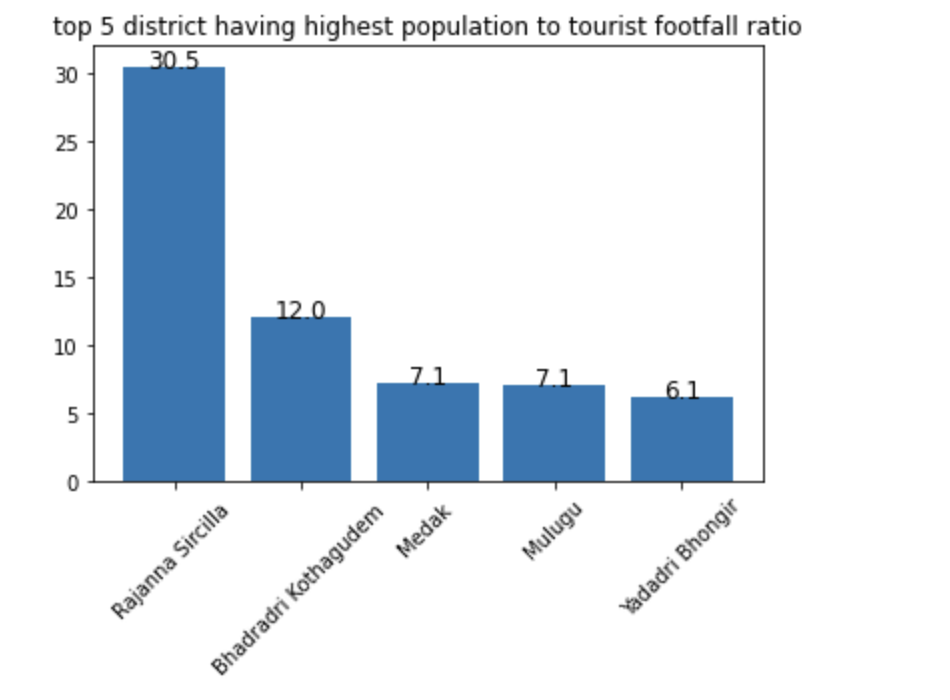 top 5 district having highest population to tourist footfall ratio
30.5
12.0
7.1
7.1
6.1
30
25
20
15
10
5
0
Rajanna Sircilla
Bhadradri Kothagudem
Medak
Mulugu
Yadadri Bhongir